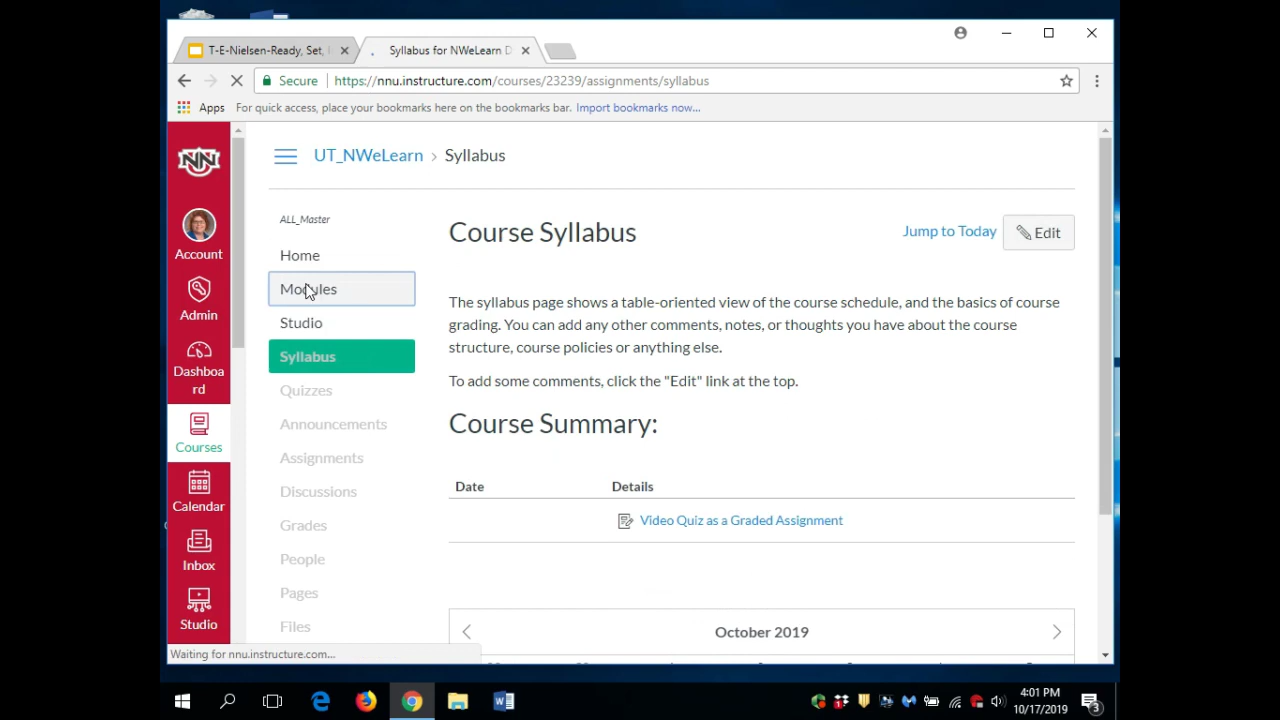 T-E-Nielsen-Ready, Set,
Syllabus for NWeLearn D
Secure
https://nnu.instructure.com/courses/23239/assignments/syllabus
Apps
For quick access, place your bookmarks here on the bookmarks bar. Import bookmarks now...
NN
Account
Admin
Dashboa
rd
Courses
Calendar
Inbox
Studio
UT_NWeLearn › Syllabus
ALL_Master
Home
Modules
Studio
Syllabus
Quizzes
Announcements
Assignments
Discussions
Grades
People
Pages
Files
Course Syllabus
Jump to Today
Edit
The syllabus page shows a table-oriented view of the course schedule, and the basics of course
grading. You can add any other comments, notes, or thoughts you have about the course
structure, course policies or anything else.
To add some comments, click the "Edit" link at the top.
Course Summary:
Date
Details
Video Quiz as a Graded Assignment
October 2019
Waiting for nnu.instructure.com...
4:01 PM
10/17/2019
3